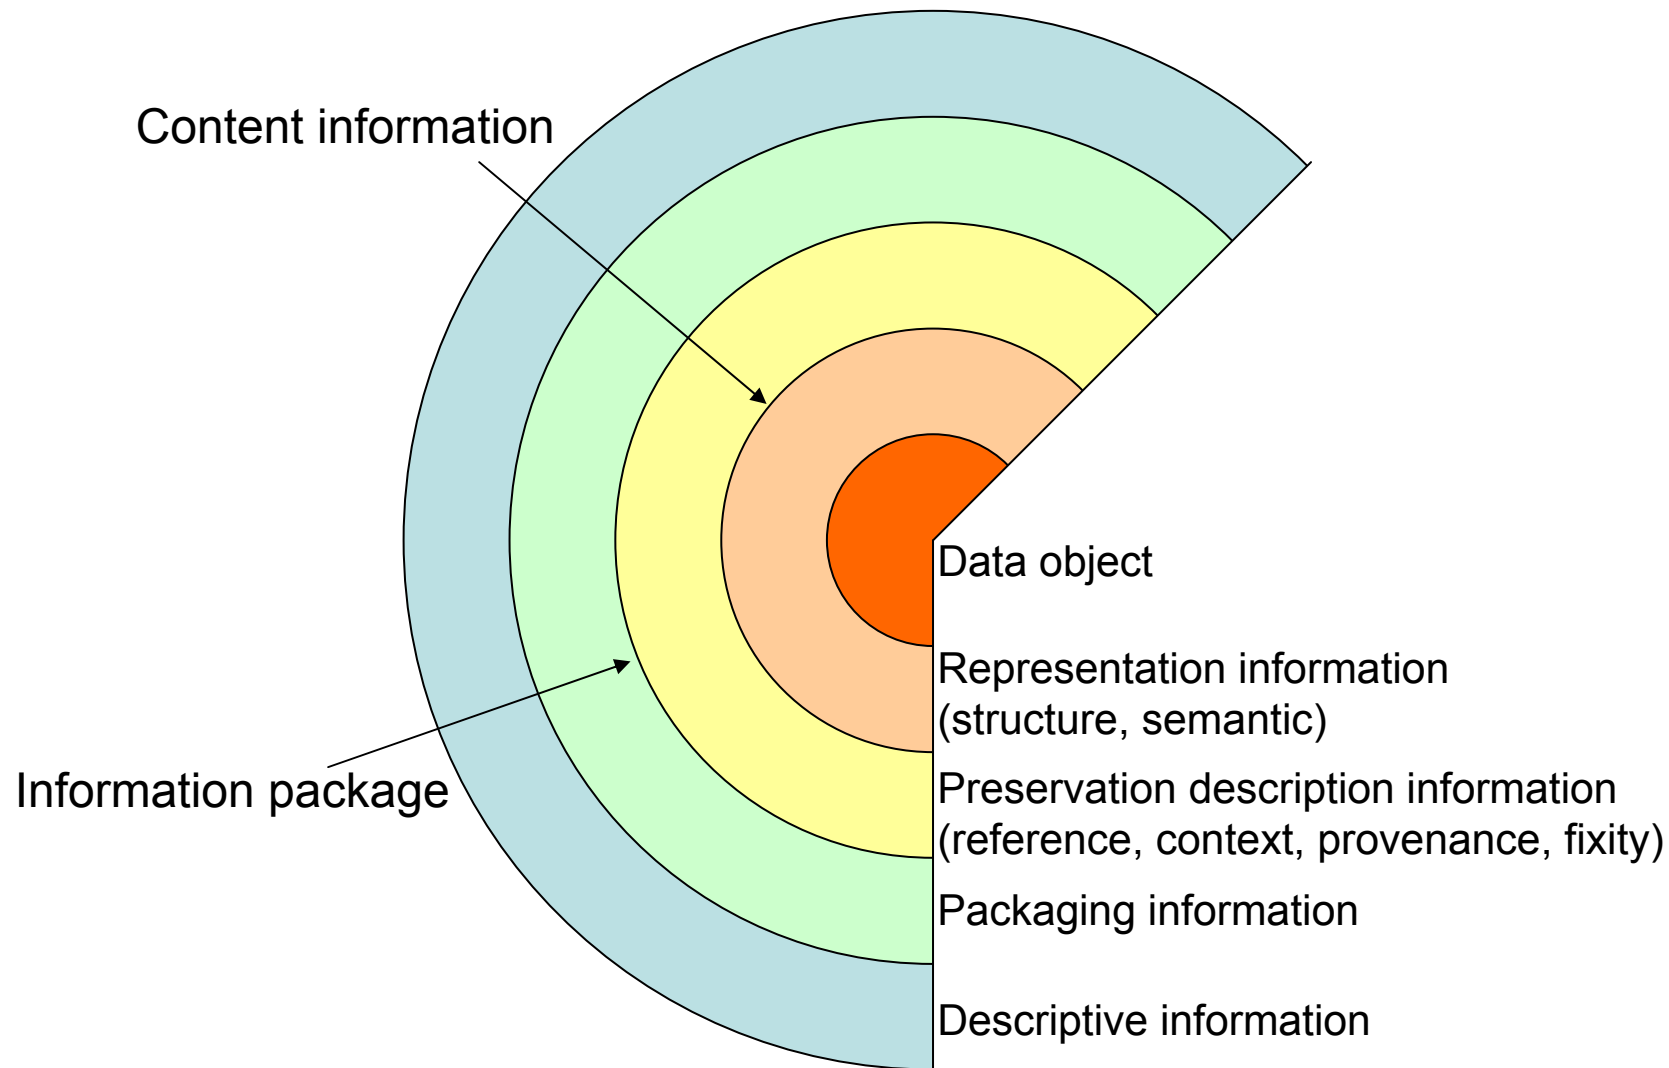 Content information
Data object
Representation information
(structure, semantic)
Information package
Preservation description information
(reference, context, provenance, fixity)
Packaging information
Descriptive information